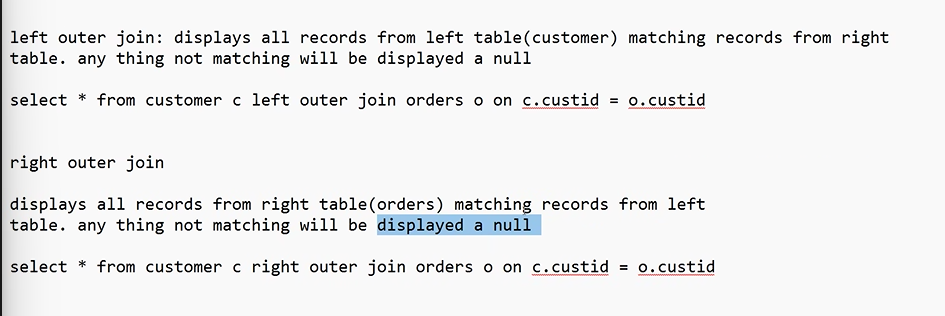 left outer join: displays all records from left table(customer) matching records from right
table. any thing not matching will be displayed a null
select * from customer c left outer join orders o on c.custid = o.custid
right outer join
displays all records from right table(orders) matching records from left
table. any thing not matching will be displayed a null
select * from customer c right outer join orders o on c.custid = o.custid